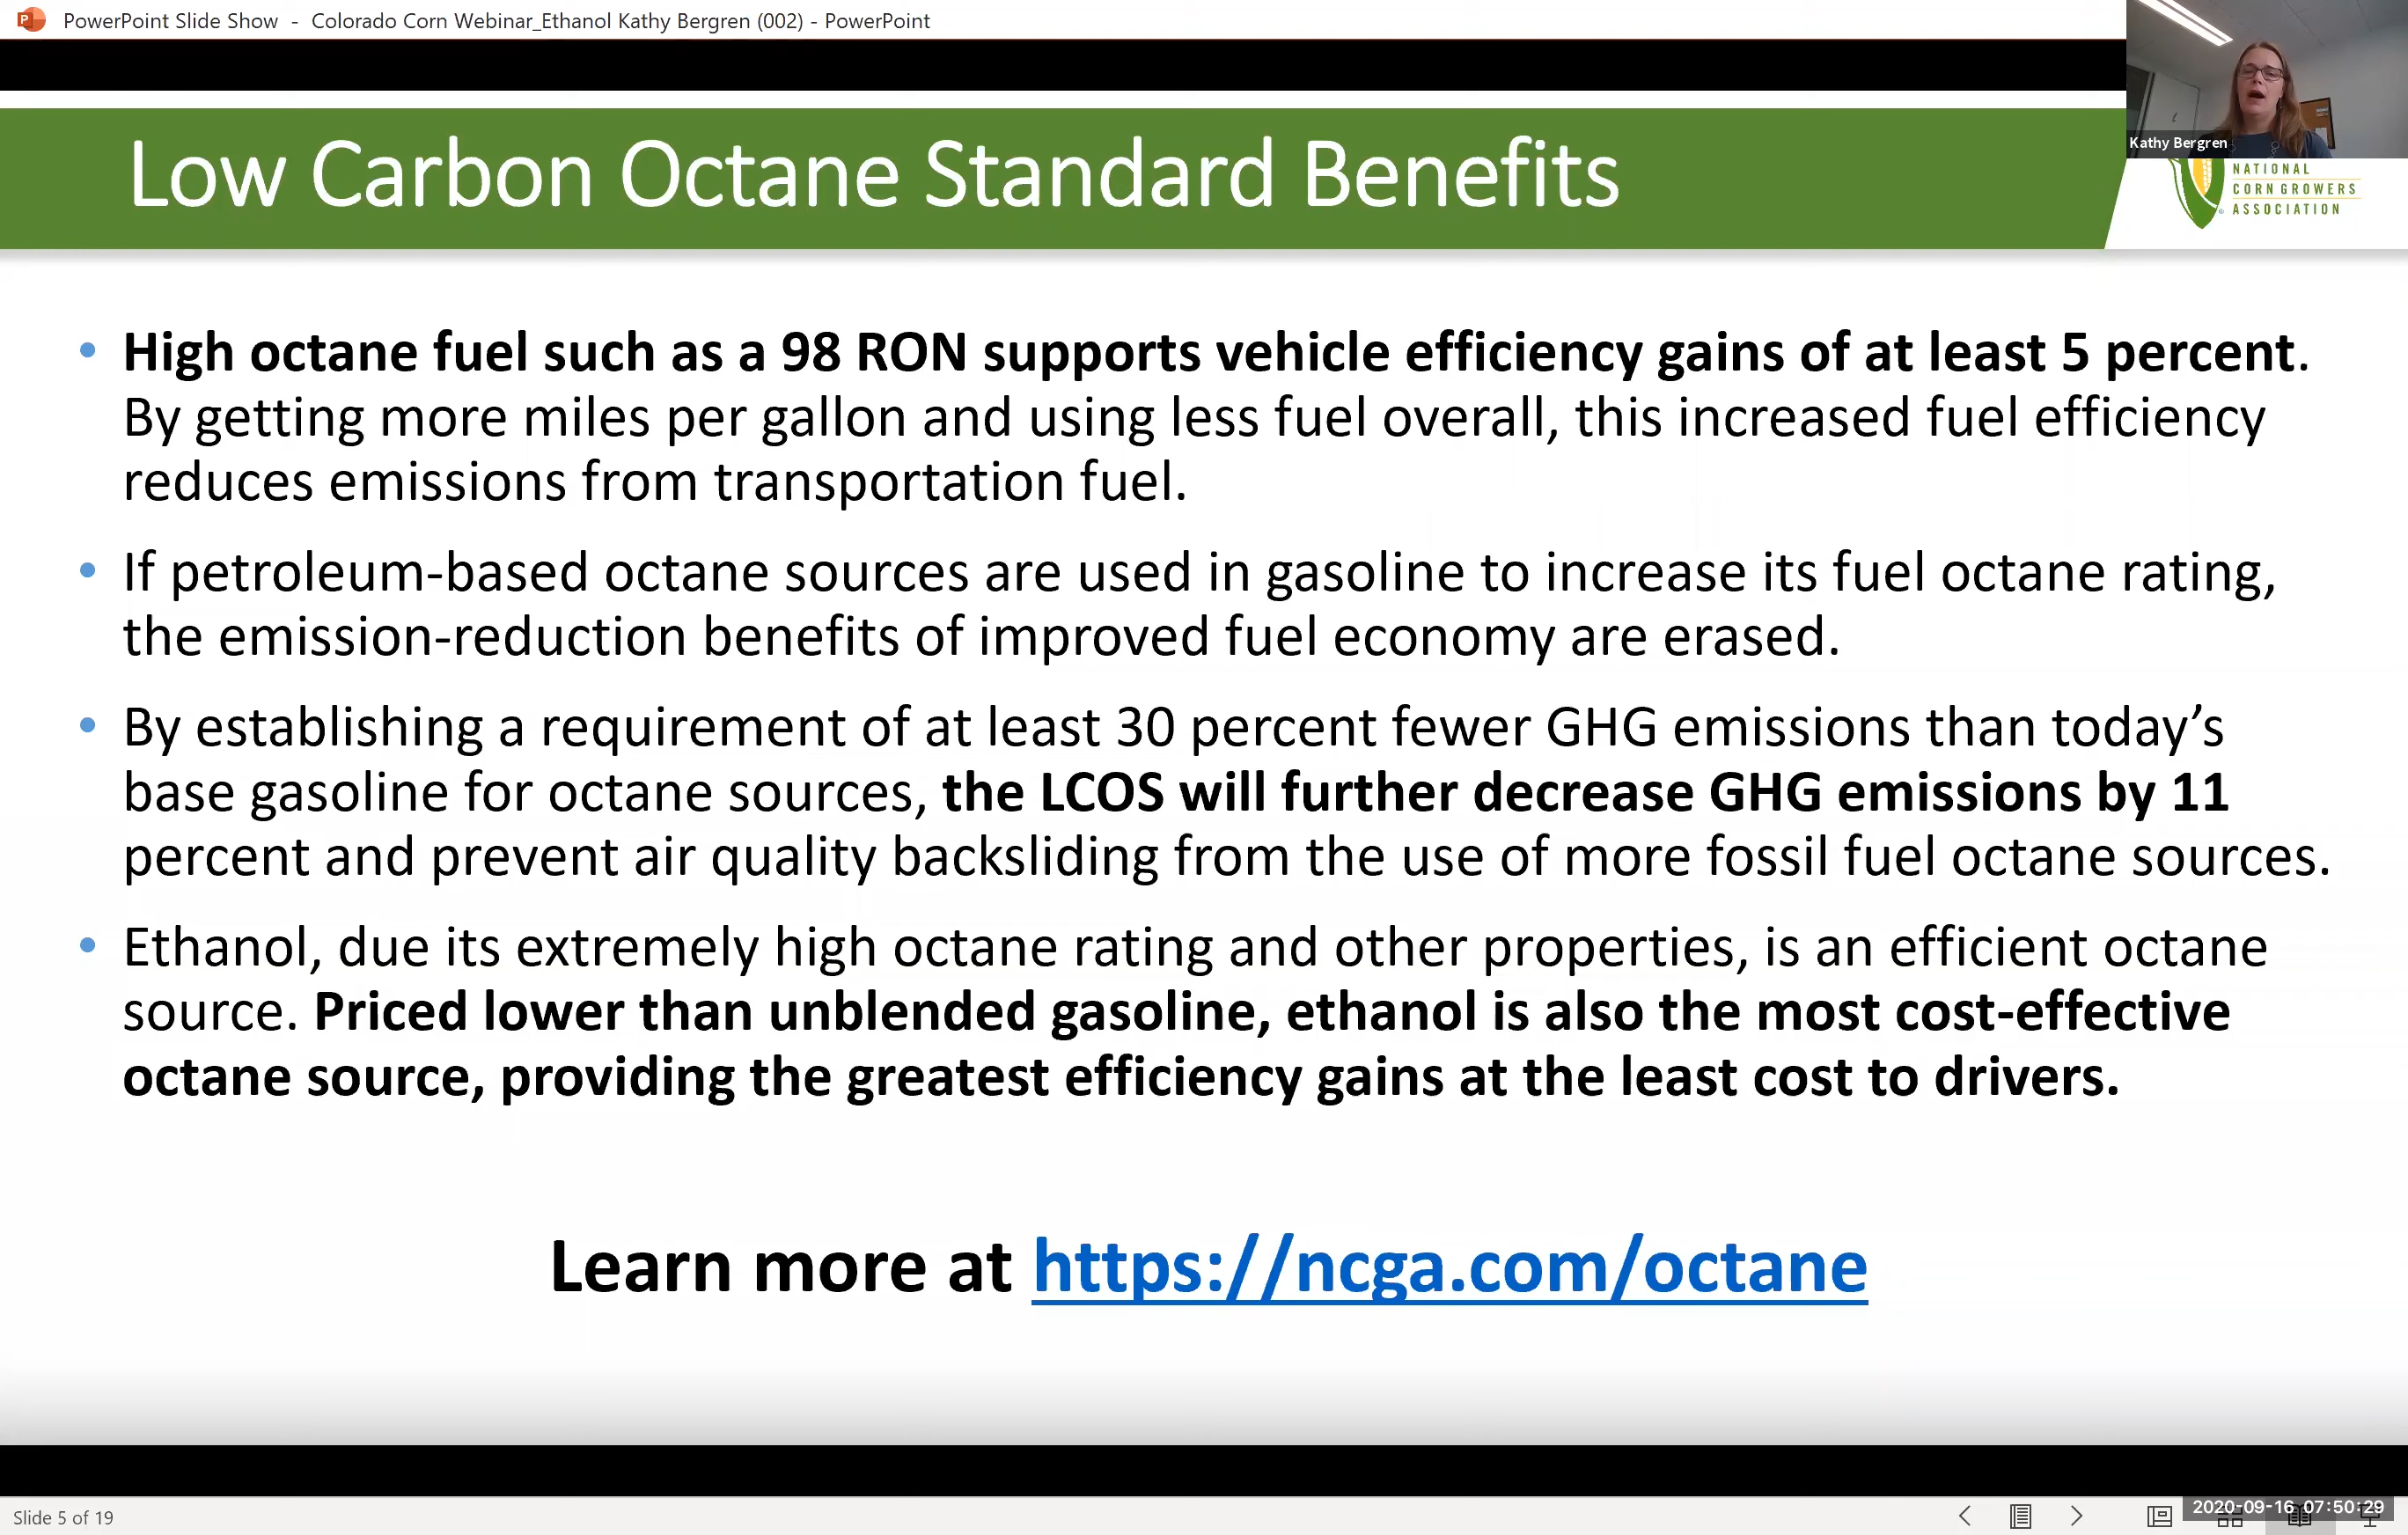 PowerPoint Slide Show - Colorado Corn Webinar_Ethanol Kathy Bergren (002) - PowerPoint
Kathy Bergren
Low Carbon Octane Standard Benefits
NATIONAL
CORN GROWERS
ASSOCIATION
• High octane fuel such as a 98 RON supports vehicle efficiency gains of at least 5 percent.
By getting more miles per gallon and using less fuel overall, this increased fuel efficiency
reduces emissions from transportation fuel.
• If petroleum-based octane sources are used in gasoline to increase its fuel octane rating,
the emission-reduction benefits of improved fuel economy are erased.
• By establishing a requirement of at least 30 percent fewer GHG emissions than today’s
base gasoline for octane sources, the LCOS will further decrease GHG emissions by 11
percent and prevent air quality backsliding from the use of more fossil fuel octane sources.
• Ethanol, due its extremely high octane rating and other properties, is an efficient octane
source. Priced lower than unblended gasoline, ethanol is also the most cost-effective
octane source, providing the greatest efficiency gains at the least cost to drivers.
Learn more at https://ncga.com/octane
Slide 5 of 19
2020-09-16 07:50:29